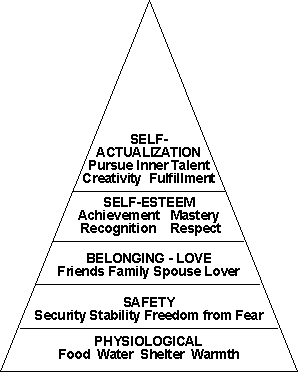 SELF-
ACTUALIZATION
Pursue Inner Talent
Creativity Fulfillment
SELF-ESTEEM
Achievement Mastery
Recognition Respect
BELONGING - LOVE
Friends Family Spouse Lover
SAFETY
Security Stability Freedom from Fear
PHYSIOLOGICAL
Food Water Shelter Warmth